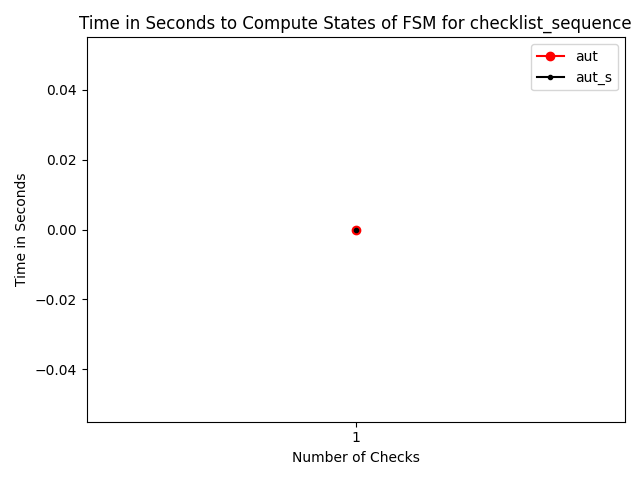 Time in Seconds to Compute States of FSM for checklist_sequence
aut
aut_s
0.04
0.02
0.00
−0.02
−0.04
Time in Seconds
1
Number of Checks